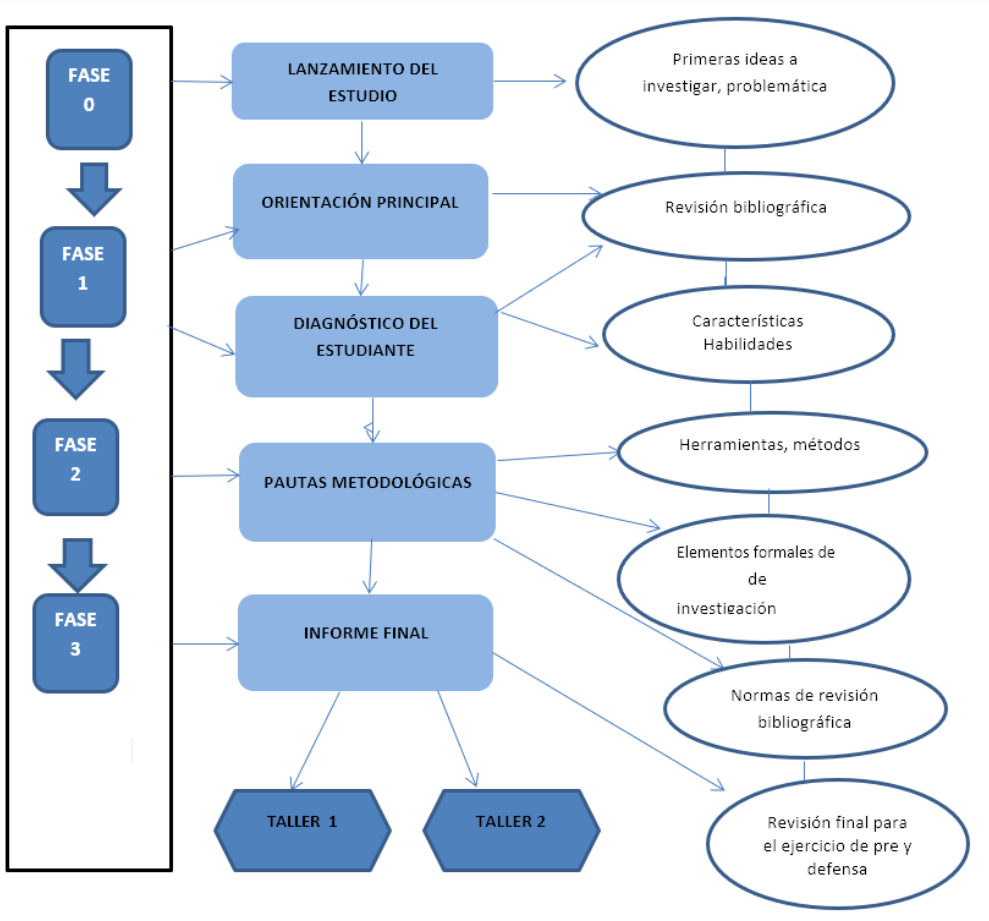 FASE
0
LANZAMIENTO DEL
ESTUDIO
Primeras ideas a
investigar, problemática
ORIENTACIÓN PRINCIPAL
Revisión bibliográfica
FASE
1
DIAGNÓSTICO DEL
ESTUDIANTE
Característícas
Habilidades
FASE
2
PAUTAS METODOLÓGICAS
Herramientas, métodos
Elementos formales de
de
investigación
FASE
3
INFORME FINAL
Normas de revisión
bibliográfica
TALLER 1
TALLER 2
Revisión final para
el ejercicio de pre y
defensa